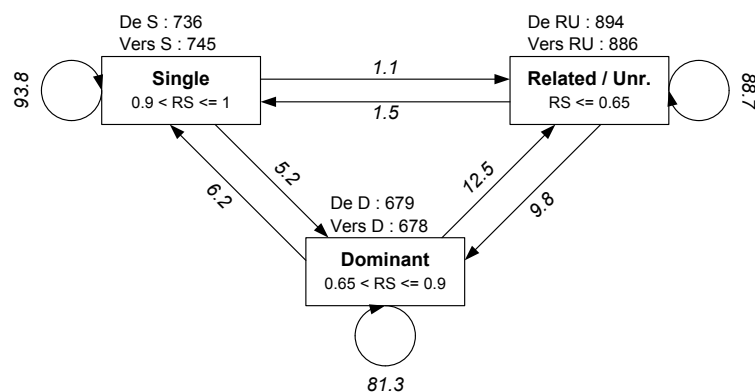 De S : 736
Vers S : 745
De RU : 894
Vers RU : 886
Single
0.9 < RS <= 1
Related / Unr.
RS <= 0.65
93.8
1.1
1.5
88.7
5.2
6.2
12.5
9.8
De D : 679
Vers D : 678
Dominant
0.65 < RS <= 0.9
81.3